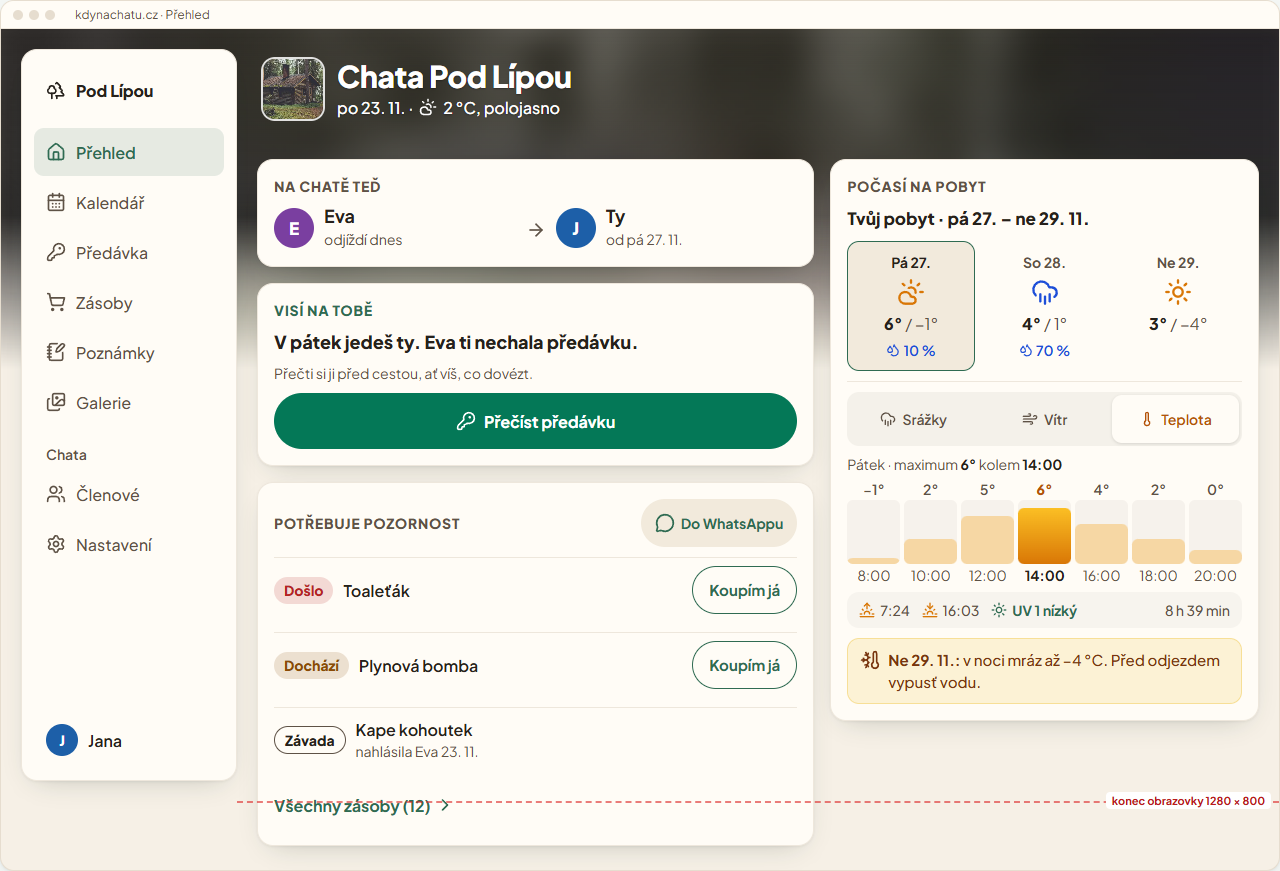 kdynachatu.cz · Přehled
Pod Lípou
Přehled
Kalendář
Předávka
Zásoby
Poznámky
Galerie
Chata
Členové
Nastavení
J
Jana
Chata Pod Lípou
po 23. 11. · 2 °C, polojasno
NA CHATĚ TEĎ
E
Eva
odjíždí dnes
J
Ty
od pá 27. 11.
VISÍ NA TOBĚ
V pátek jedeš ty. Eva ti nechala předávku.
Přečti si ji před cestou, ať víš, co dovézt.
Přečíst předávku
POTŘEBUJE POZORNOST
Do WhatsAppu
Došlo
Toaleťák
Koupím já
Dochází
Plynová bomba
Koupím já
Závada
Kape kohoutek
nahlásila Eva 23. 11.
Všechny zásoby (12)
POČASÍ NA POBYT
Tvůj pobyt · pá 27. – ne 29. 11.
Pá 27.
6° / −1°
10 %
So 28.
4° / 1°
70 %
Ne 29.
3° / −4°
Srážky
Vítr
Teplota
Pátek · maximum 6° kolem 14:00
−1° 2° 5° 6° 4° 2° 0°
8:00 10:00 12:00 14:00 16:00 18:00 20:00
7:24 16:03 UV 1 nízký 8 h 39 min
Ne 29. 11.: v noci mráz až −4 °C. Před odjezdem
vypusť vodu.
konec obrazovky 1280 × 800